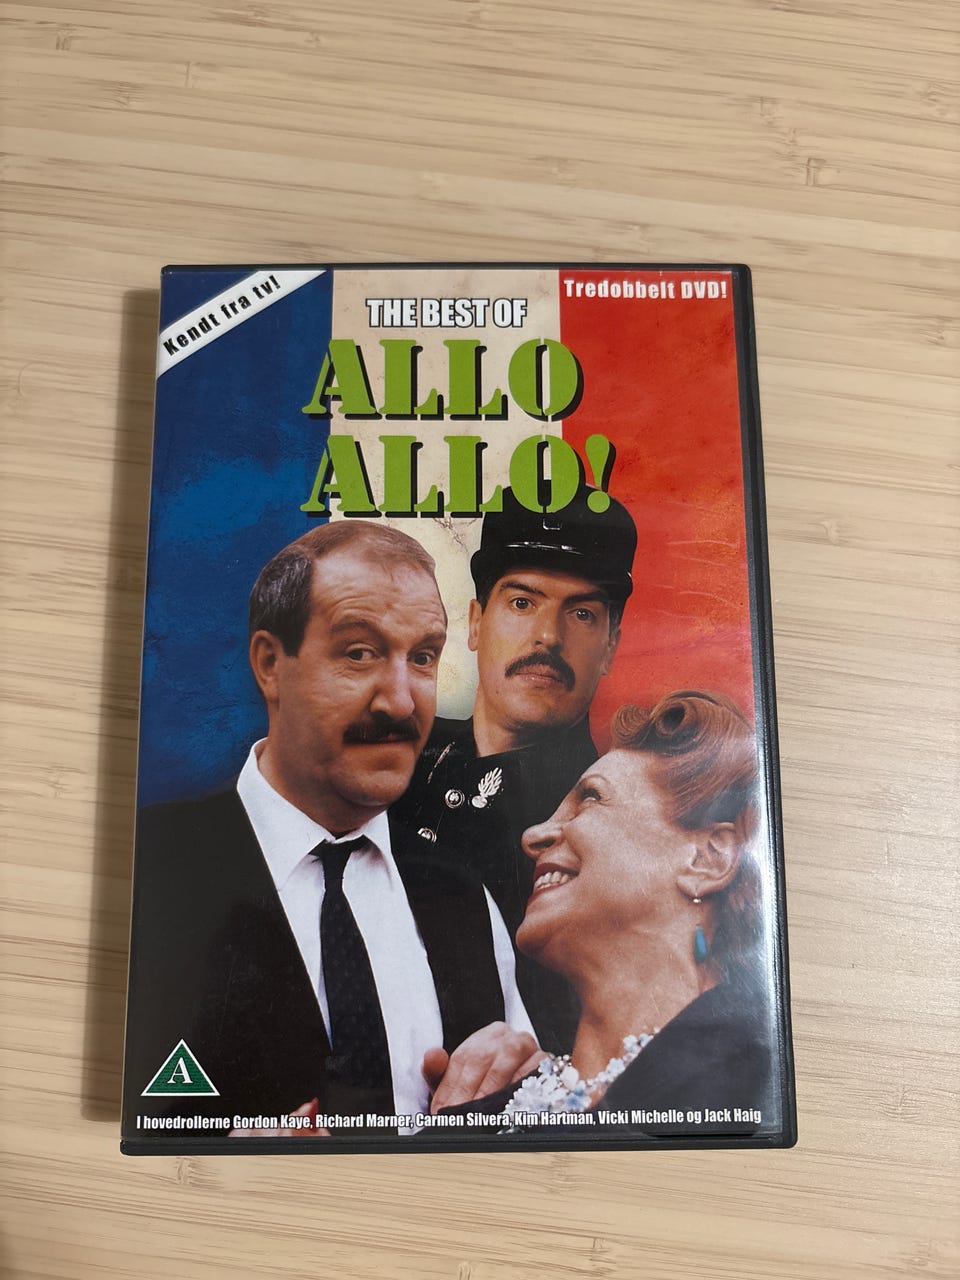 Kendt fra tv!
Tredobbelt DVD!
THE BEST OF
ALLO
ALLO!
A
I hovedrollerne Gordon Kaye, Richard Marner, Carmen Silvera, Kim Hartman, Vicki Michelle og Jack Haig